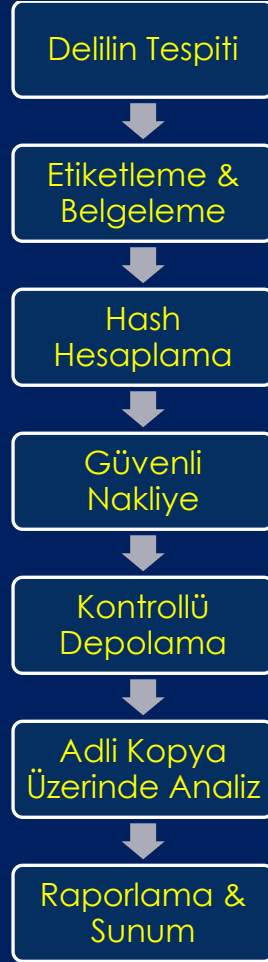 Delilin Tespiti
Etiketleme &
Belgeleme
Hash
Hesaplama
Güvenli
Nakliye
Kontrollü
Depolama
Adli Kopya
Üzerinde Analiz
Raporlama &
Sunum